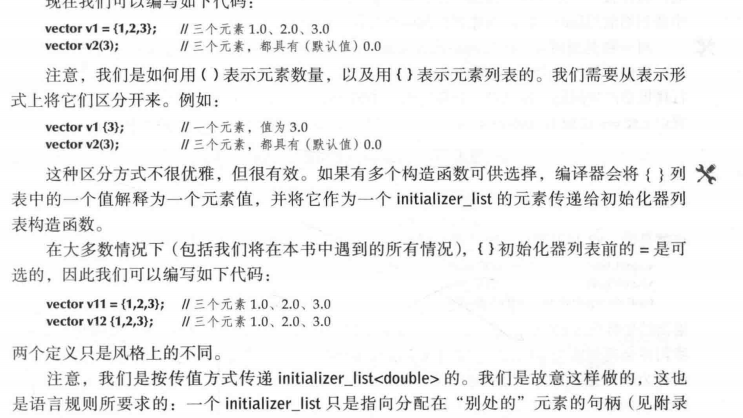 现在我们可以编写如下代码：
vector v1 = {1,2,3}; // 三个元素 1.0、2.0、3.0
vector v2(3); // 三个元素，都具有（默认值）0.0
注意，我们是如何用 ( ) 表示元素数量，以及用 { } 表示元素列表的。我们需要从表示形
式上将它们区分开来。例如：
vector v1 {3}; // 一个元素，值为 3.0
vector v2(3); // 三个元素，都具有（默认值）0.0
这种区分方式不很优雅，但很有效。如果有多个构造函数可供选择，编译器会将 { } 列
表中的一个值解释为一个元素值，并将它作为一个 initializer_list 的元素传递给初始化器列
表构造函数。
在大多数情况下（包括我们将在本书中遇到的所有情况），{ } 初始化器列表前的 = 是可
选的，因此我们可以编写如下代码：
vector v11 = {1,2,3}; // 三个元素 1.0、2.0、3.0
vector v12 {1,2,3}; // 三个元素 1.0、2.0、3.0
两个定义只是风格上的不同。
注意，我们是按传值方式传递 initializer_list<double> 的。我们是故意这样做的，这也
是语言规则所要求的：一个 initializer_list 只是指向分配在“别处的”元素的句柄（见附录